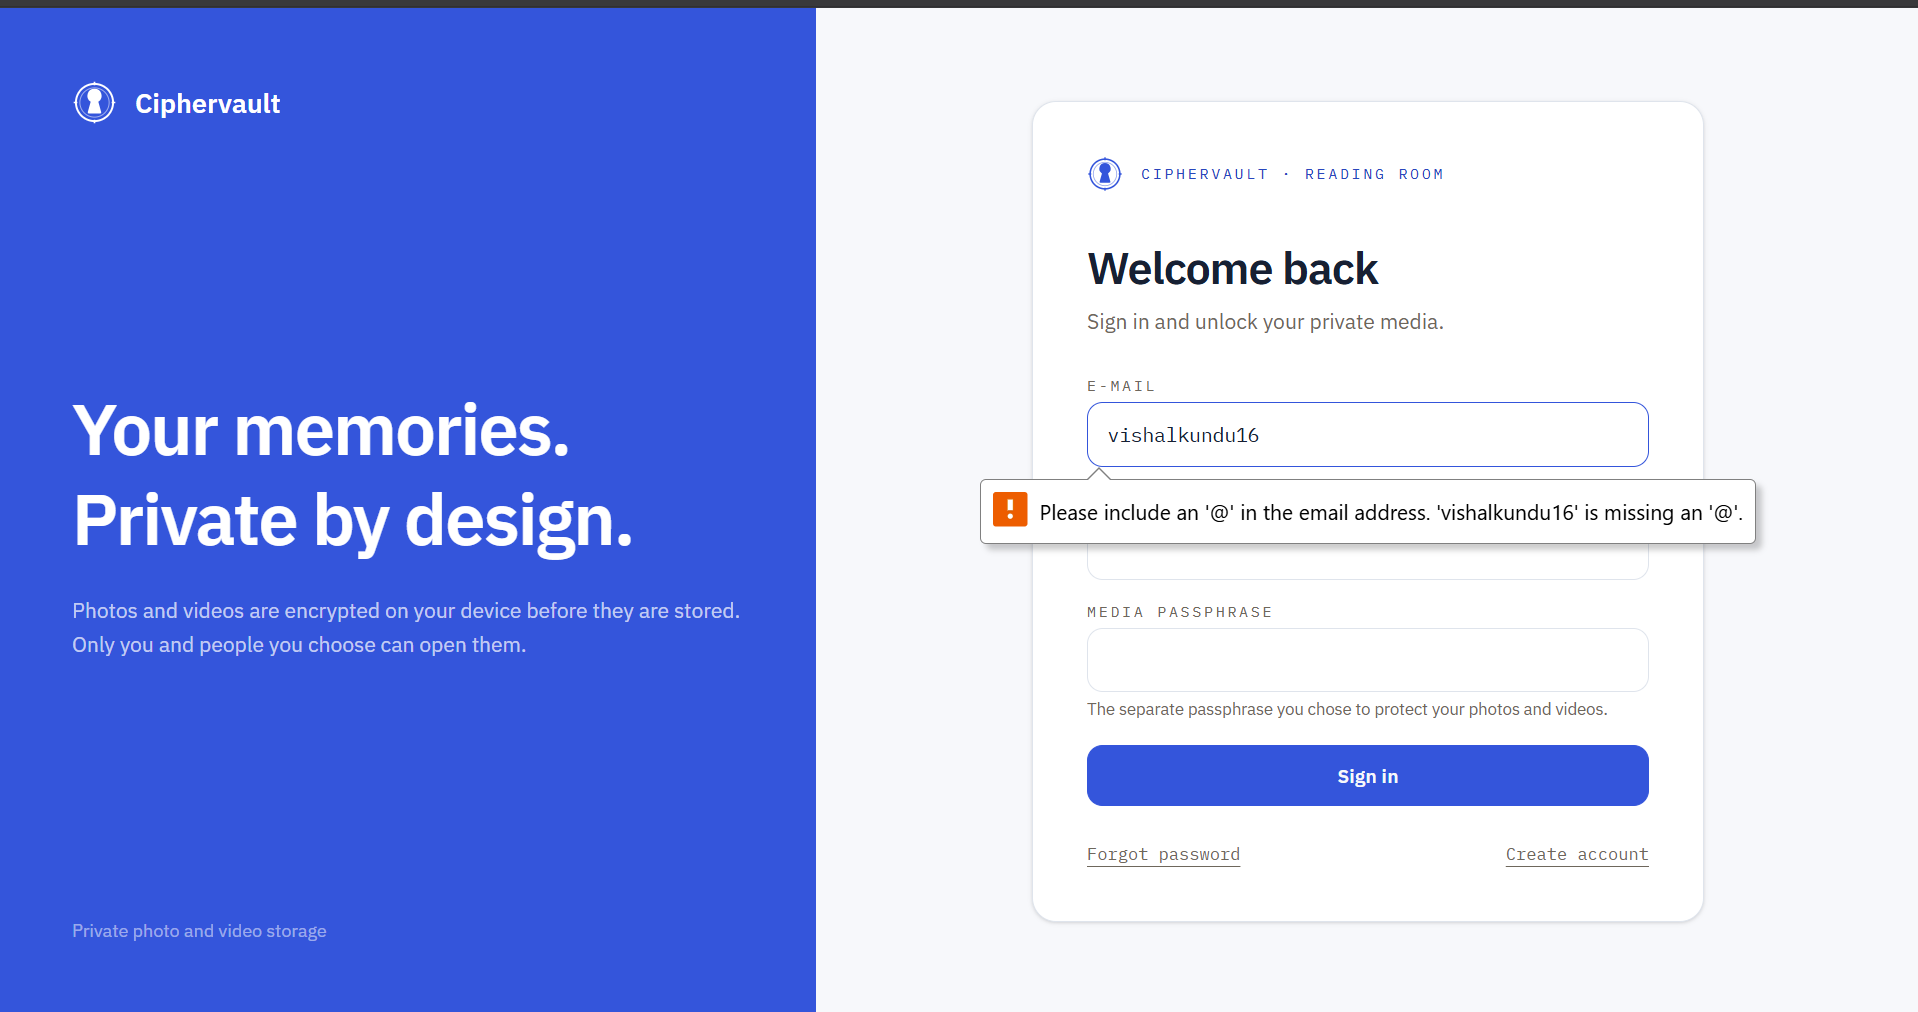 Ciphervault
Your memories.
Private by design.
Photos and videos are encrypted on your device before they are stored.
Only you and people you choose can open them.
Private photo and video storage
CIPHERVAULT · READING ROOM
Welcome back
Sign in and unlock your private media.
E-MAIL
vishalkundu16
Please include an '@' in the email address. 'vishalkundu16' is missing an '@'.
MEDIA PASSPHRASE
The separate passphrase you chose to protect your photos and videos.
Sign in
Forgot password
Create account